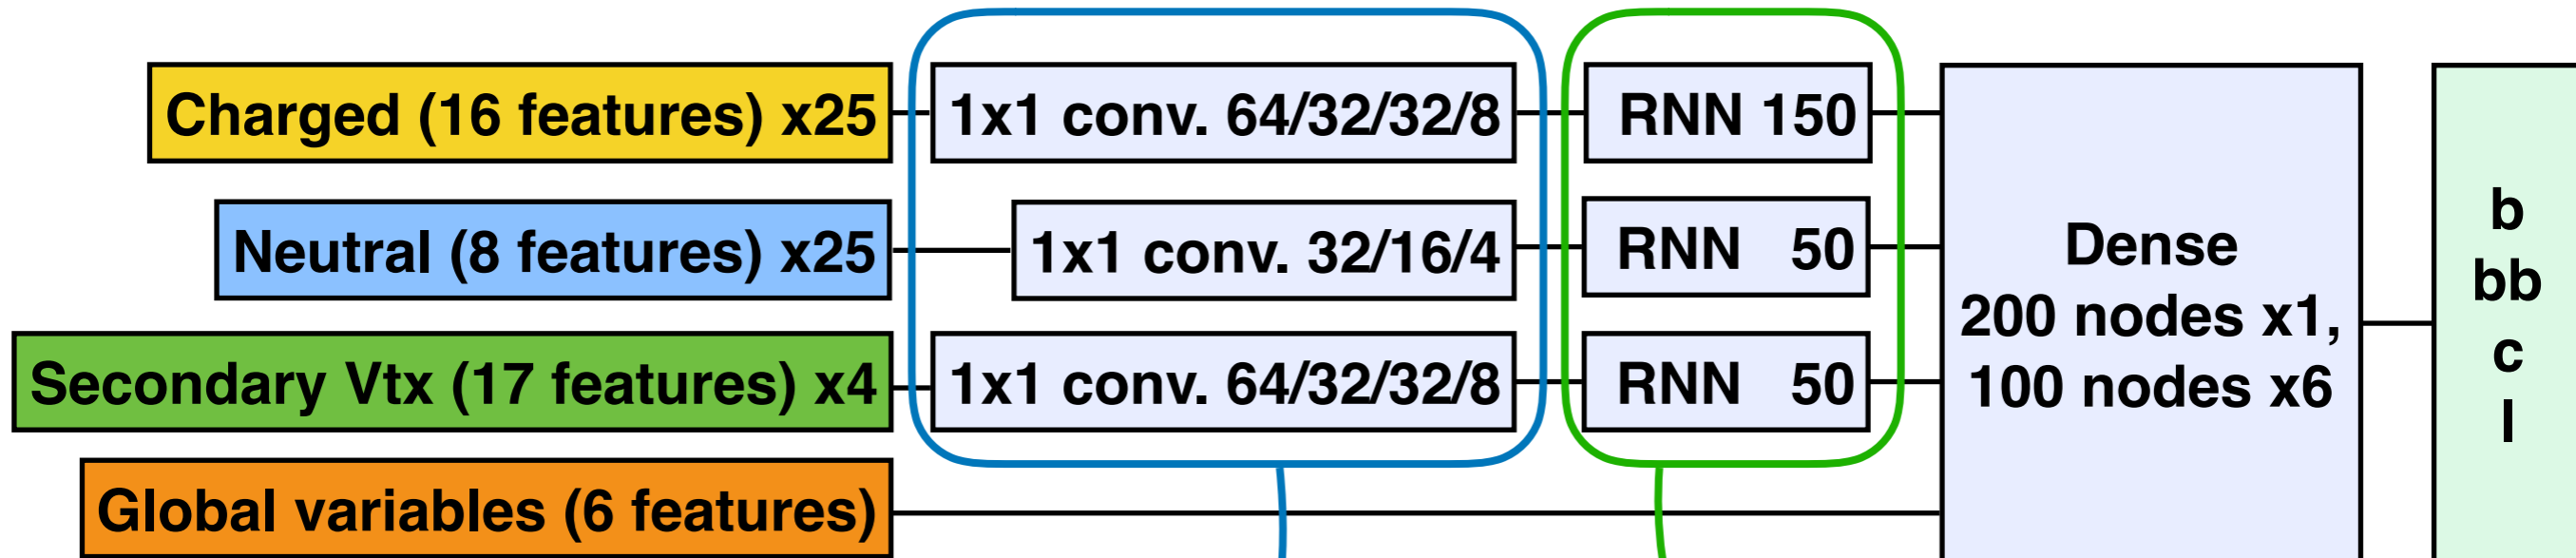 Charged (16 features) x25
1x1 conv. 64/32/32/8
RNN 150
Neutral (8 features) x25
1x1 conv. 32/16/4
RNN 50
Secondary Vtx (17 features) x4
1x1 conv. 64/32/32/8
RNN 50
Global variables (6 features)
Dense
200 nodes x1,
100 nodes x6
b
bb
c
l